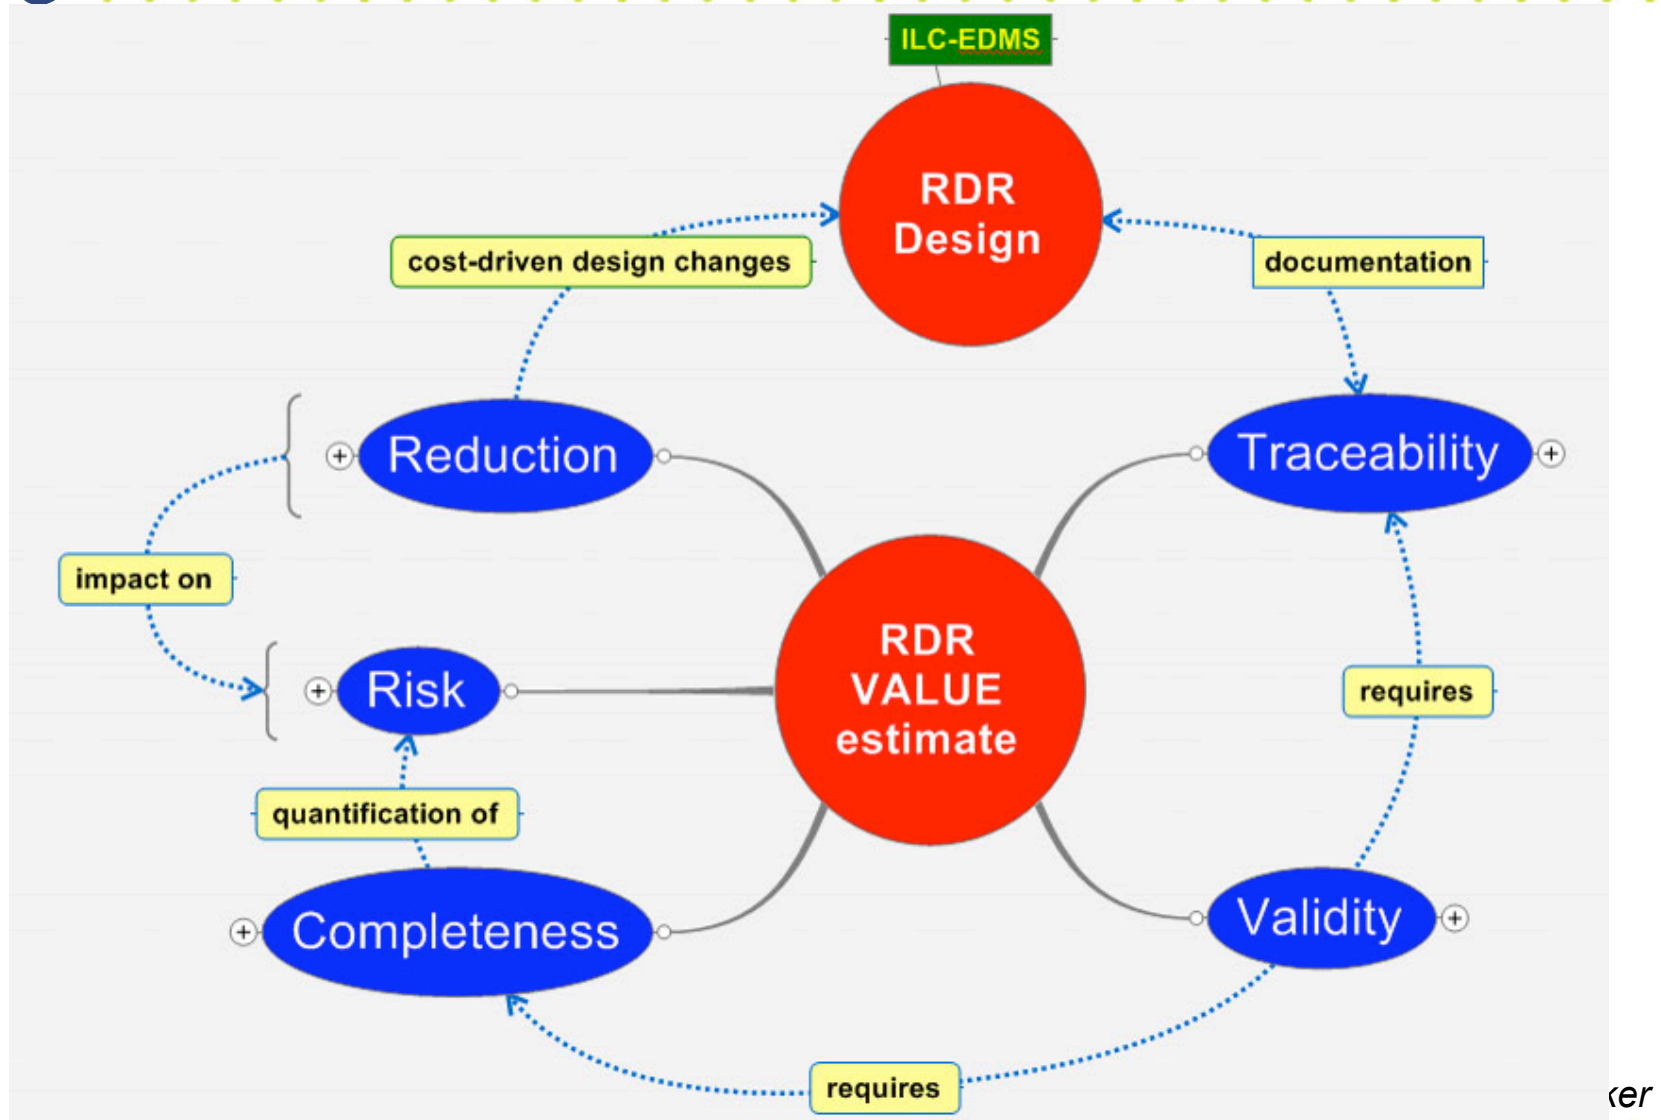 ILC-EDMS
RDR
Design
cost-driven design changes
documentation
Reduction
Traceability
impact on
RDR
VALUE
estimate
Risk
requires
quantification of
Completeness
Validity
requires